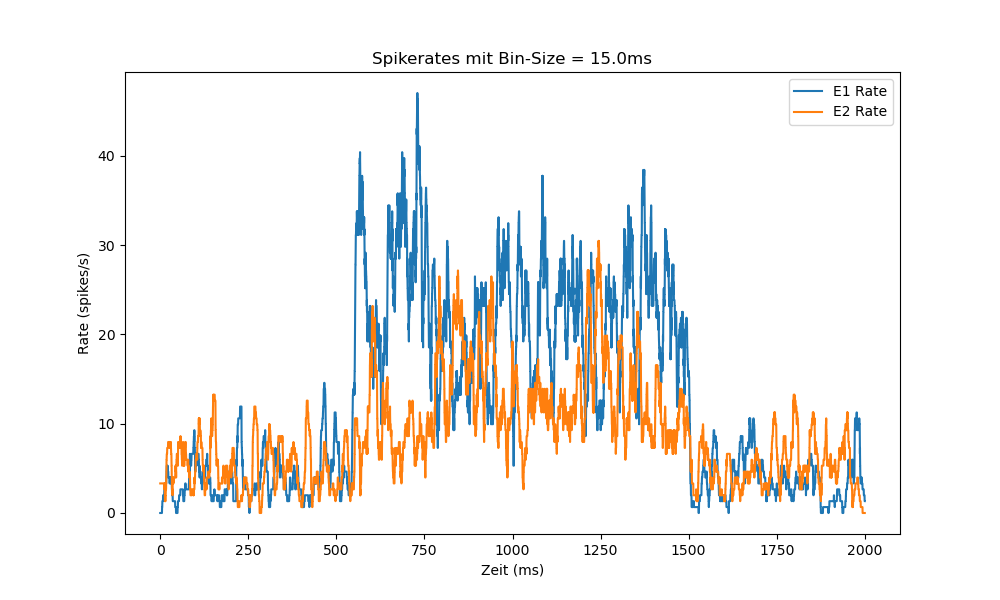 Spikerates mit Bin-Size = 15.0ms
E1 Rate
E2 Rate
Rate (spikes/s)
40
30
20
10
0
0 250 500 750 1000 1250 1500 1750 2000
Zeit (ms)